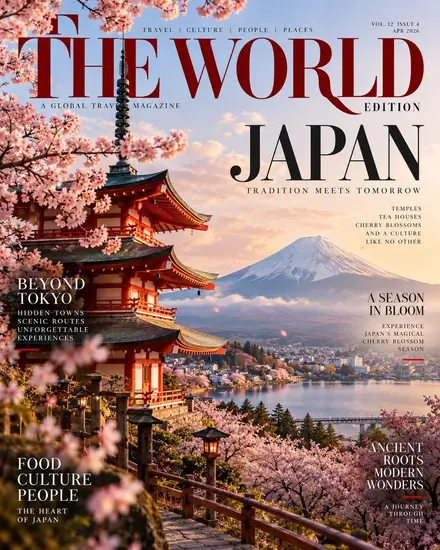 TRAVEL | CULTURE | PEOPLE | PLACES
VOL. 12 ISSUE 4
APR 2026
THE WORLD
A GLOBAL TRAVEL MAGAZINE
EDITION
JAPAN
TRADITION MEETS TOMORROW
TEMPLES
TEA HOUSES
CHERRY BLOSSOMS
AND A CULTURE
LIKE NO OTHER
BEYOND
TOKYO
HIDDEN TOWNS
SCENIC ROUTES
UNFORGETTABLE
EXPERIENCES
A SEASON
IN BLOOM
EXPERIENCE
JAPAN'S MAGICAL
CHERRY BLOSSOM
SEASON
FOOD
CULTURE
PEOPLE
THE HEART
OF JAPAN
ANCIENT
ROOTS
MODERN
WONDERS
A JOURNEY
THROUGH
TIME